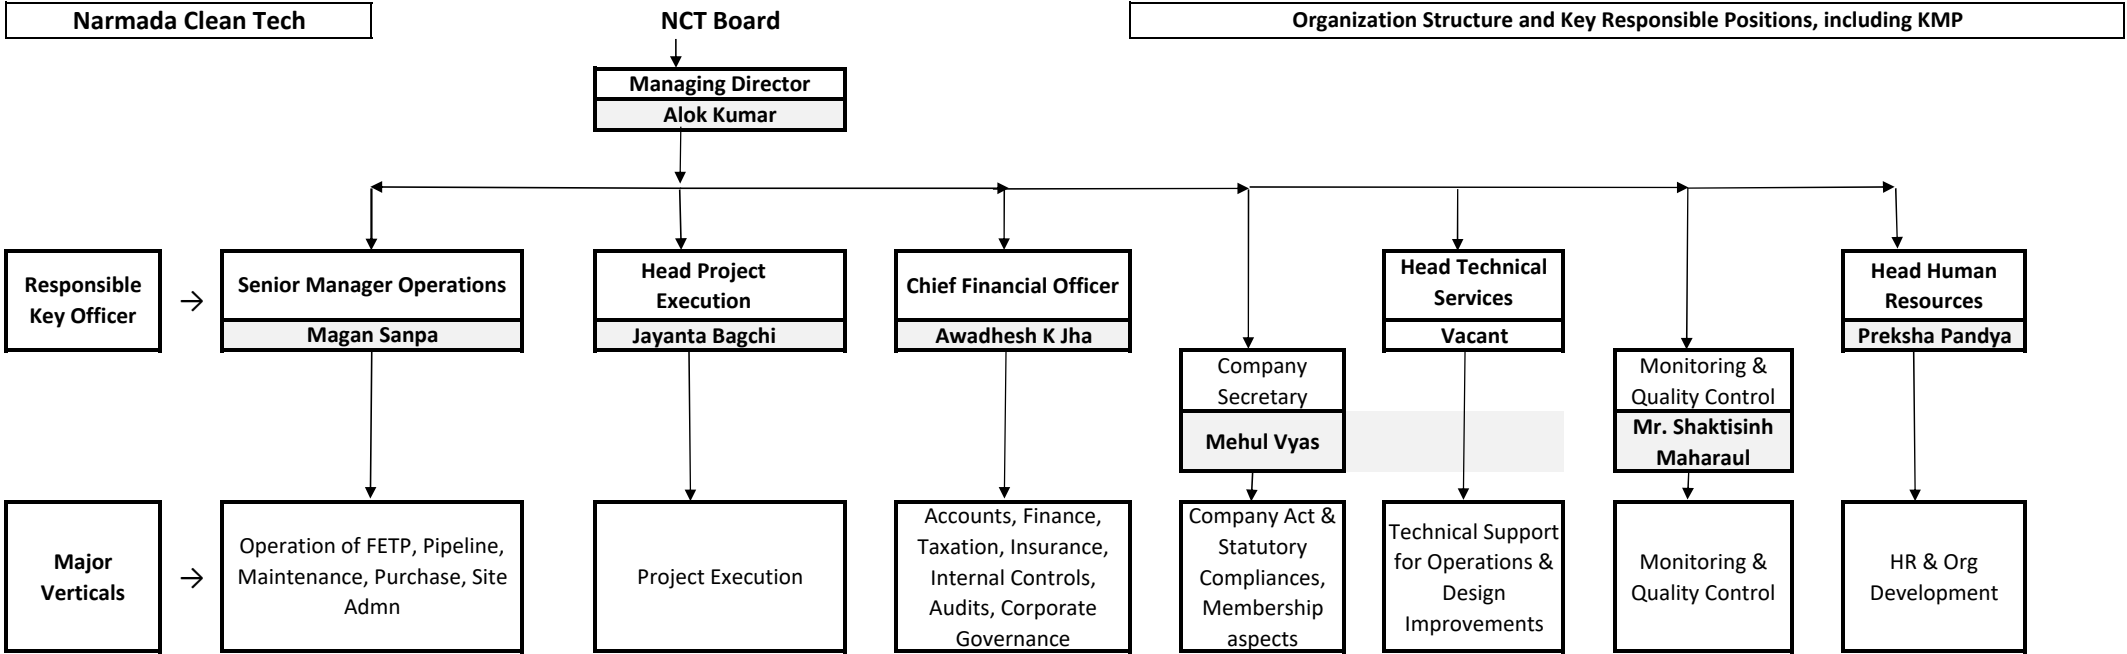 Narmada Clean Tech
NCT Board
Organization Structure and Key Responsible Positions, including KMP
Managing Director
Alok Kumar
Responsible
Key Officer
→
Senior Manager Operations
Magan Sanpa
Head Project
Execution
Jayanta Bagchi
Chief Financial Officer
Awadhesh K Jha
Company
Secretary
Mehul Vyas
Head Technical
Services
Vacant
Monitoring &
Quality Control
Mr. Shaktisinh
Maharaul
Head Human
Resources
Preksha Pandya
Major
Verticals
→
Operation of FETP, Pipeline,
Maintenance, Purchase, Site
Admn
Project Execution
Accounts, Finance,
Taxation, Insurance,
Internal Controls,
Audits, Corporate
Governance
Company Act &
Statutory
Compliances,
Membership
aspects
Technical Support
for Operations &
Design
Improvements
Monitoring &
Quality Control
HR & Org
Development